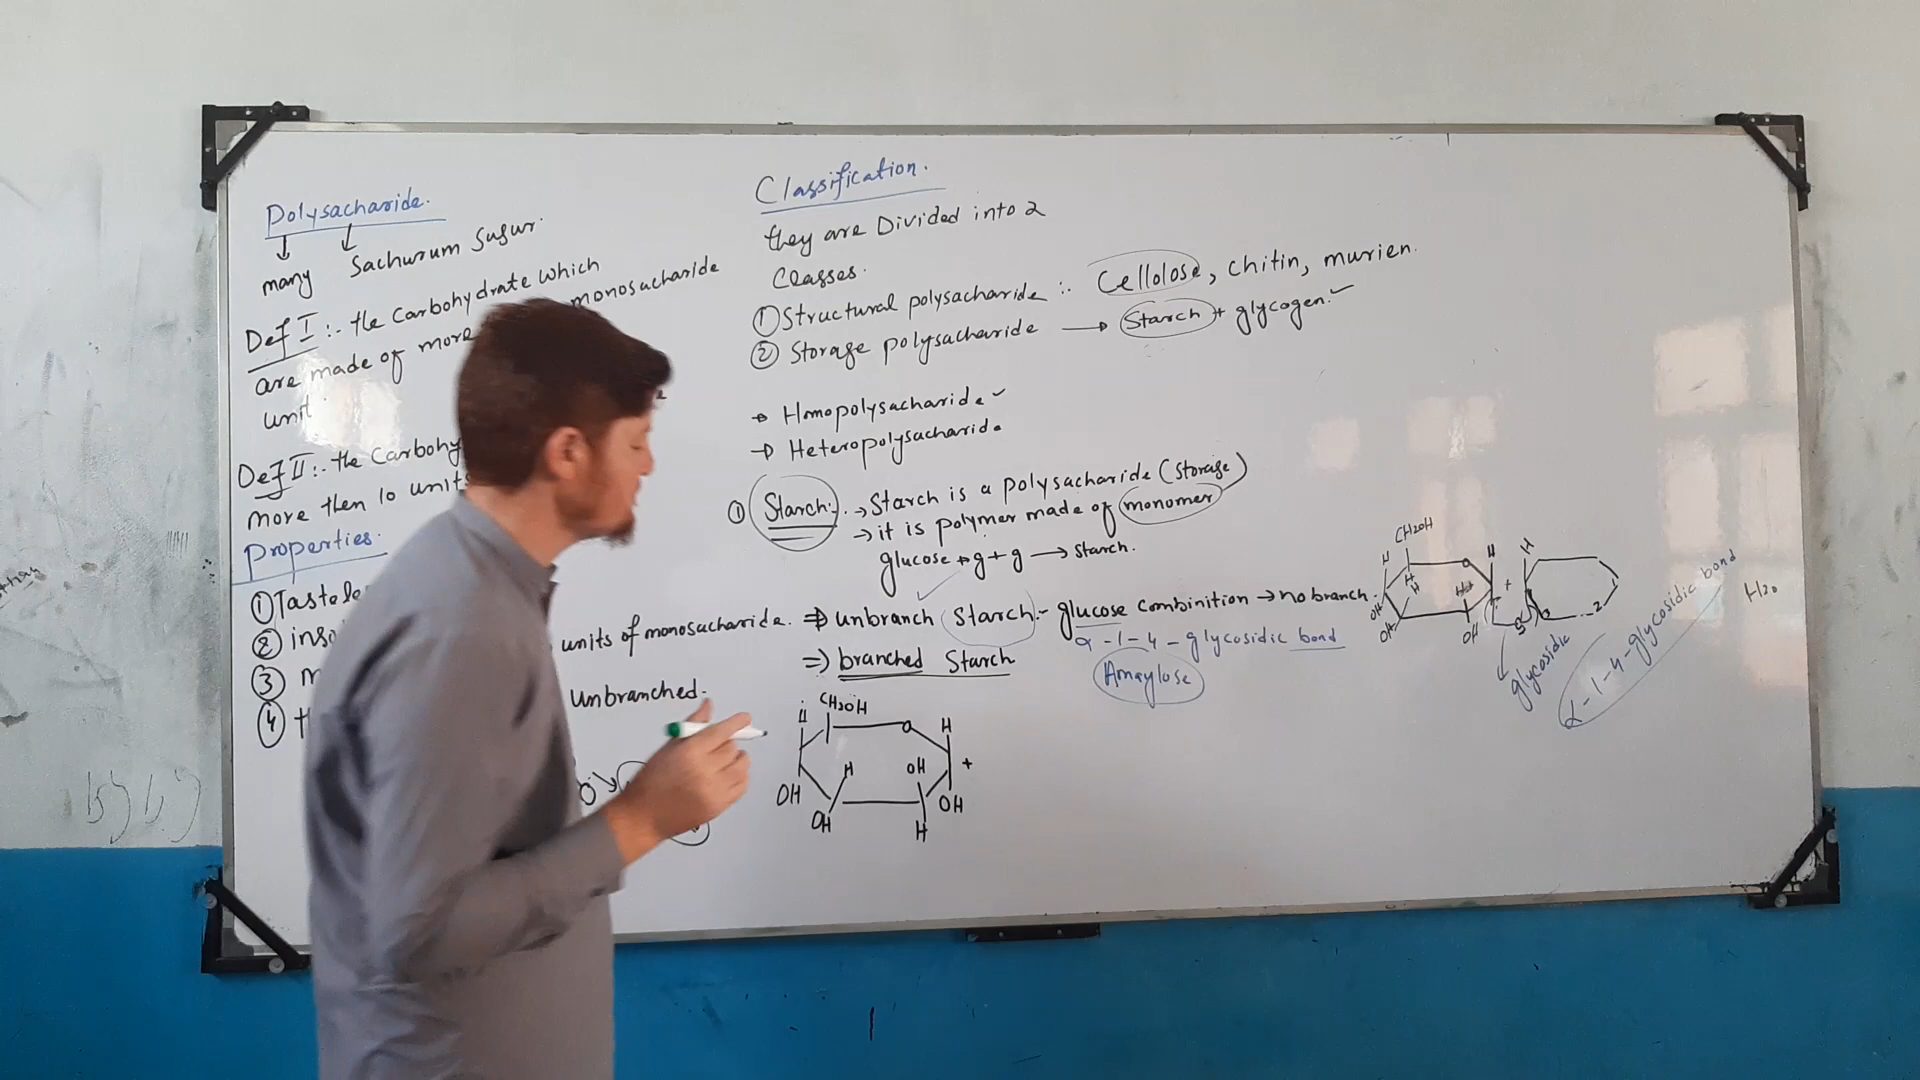 Polysacharide.
many Sachurum Sugur.
Def I :- the Carbohydrate which
are made of more monosacharide
unit.
Def II :- the Carbohy
more then 10 units
properties.
① Tastele
② inso
③ m
④ t
units of monosacharide.
Unbranched.
Classification.
they are Divided into 2
Classes.
① Structural polysacharide :- Cellolose, chitin, murien.
② Storage polysacharide → Starch + glycogen.
→ Homopolysacharide
→ Heteropolysacharide
① Starch :- → Starch is a polysacharide (storage)
→ it is polymer made of monomer
glucose + g + g → starch.
⇒ unbranch Starch :- glucose Combinition → no branch.
α-1-4-glycosidic bond
Amaylose
⇒ branched Starch
CH2OH
H O H
H OH +
OH OH
OH H
CH2OH
H O H H
H +
H
OH
OH OH
glycosidic
α-1-4-glycosidic bond
H2O